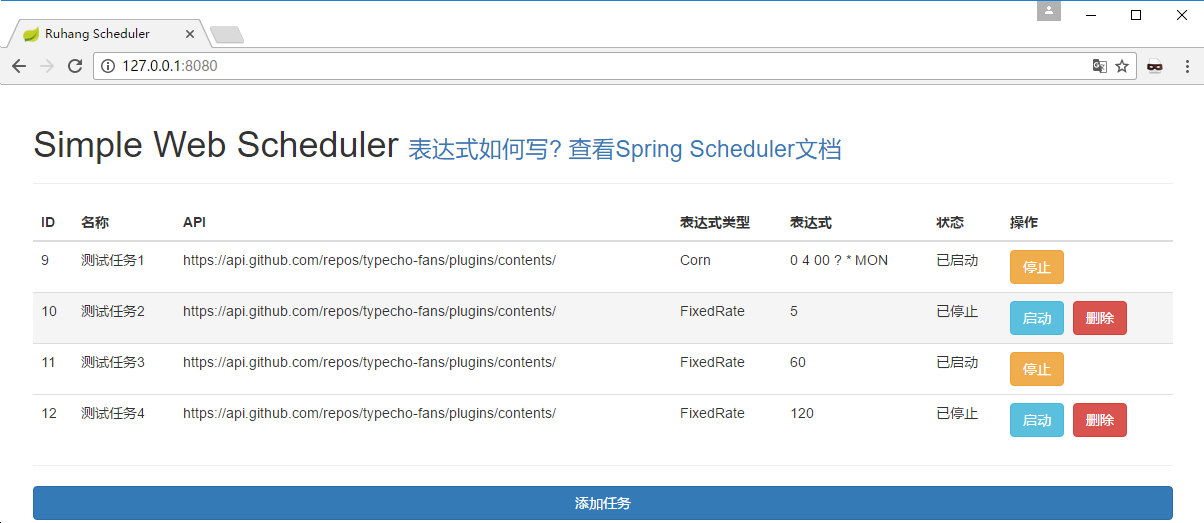 Ruhang Scheduler
127.0.0.1:8080
Simple Web Scheduler 表达式如何写? 查看Spring Scheduler文档
ID 名称 API 表达式类型 表达式 状态 操作
9 测试任务1 https://api.github.com/repos/typecho-fans/plugins/contents/ Corn 0 4 00 ? * MON 已启动 停止
10 测试任务2 https://api.github.com/repos/typecho-fans/plugins/contents/ FixedRate 5 已停止 启动 删除
11 测试任务3 https://api.github.com/repos/typecho-fans/plugins/contents/ FixedRate 60 已启动 停止
12 测试任务4 https://api.github.com/repos/typecho-fans/plugins/contents/ FixedRate 120 已停止 启动 删除
添加任务